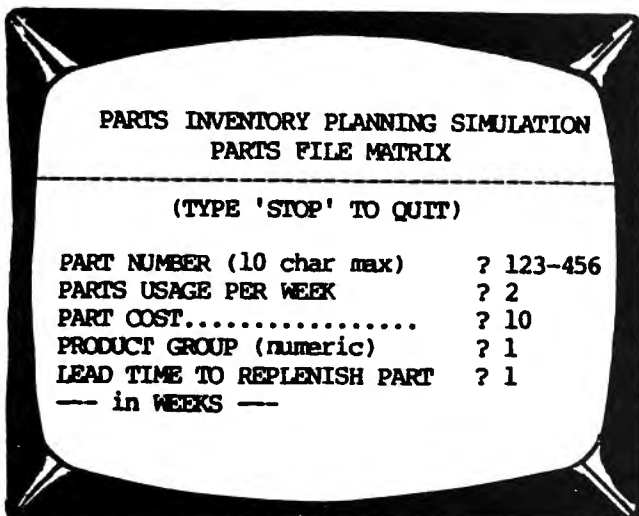 PARTS INVENTORY PLANNING SIMULATION
PARTS FILE MATRIX
(TYPE 'STOP' TO QUIT)
PART NUMBER (10 char max) ? 123-456
PARTS USAGE PER WEEK ? 2
PART COST.................. ? 10
PRODUCT GROUP (numeric) ? 1
LEAD TIME TO REPLENISH PART ? 1
--- in WEEKS ---